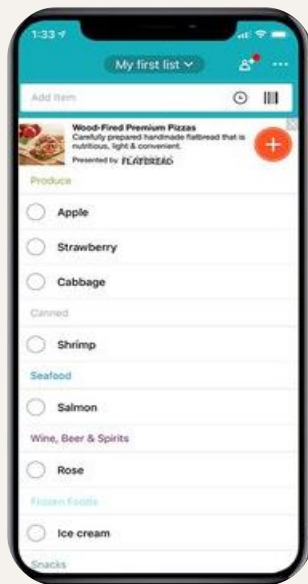 1:33
My first list
Add Item
Wood-Fired Premium Pizzas
Carefully prepared handmade flatbread that is
nutritious, light & convenient.
Presented by FLATBREAD
Produce
Apple
Strawberry
Cabbage
Canned
Shrimp
Seafood
Salmon
Wine, Beer & Spirits
Rose
Frozen Foods
Ice cream
Snacks